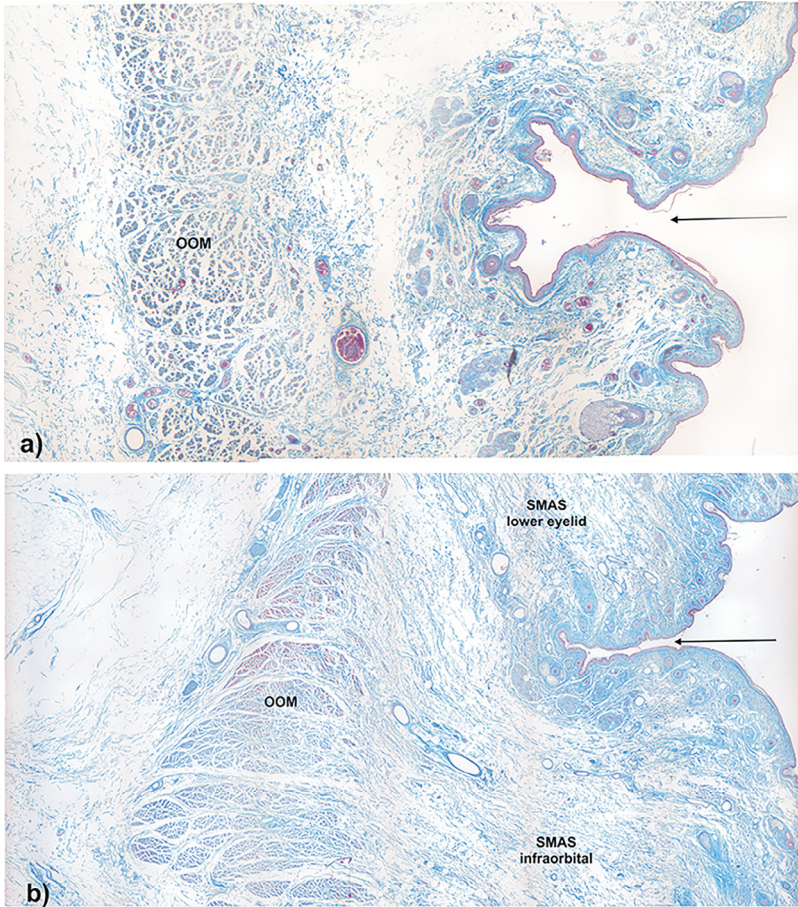 OOM
a)
SMAS
lower eyelid
OOM
SMAS
infraorbital
b)